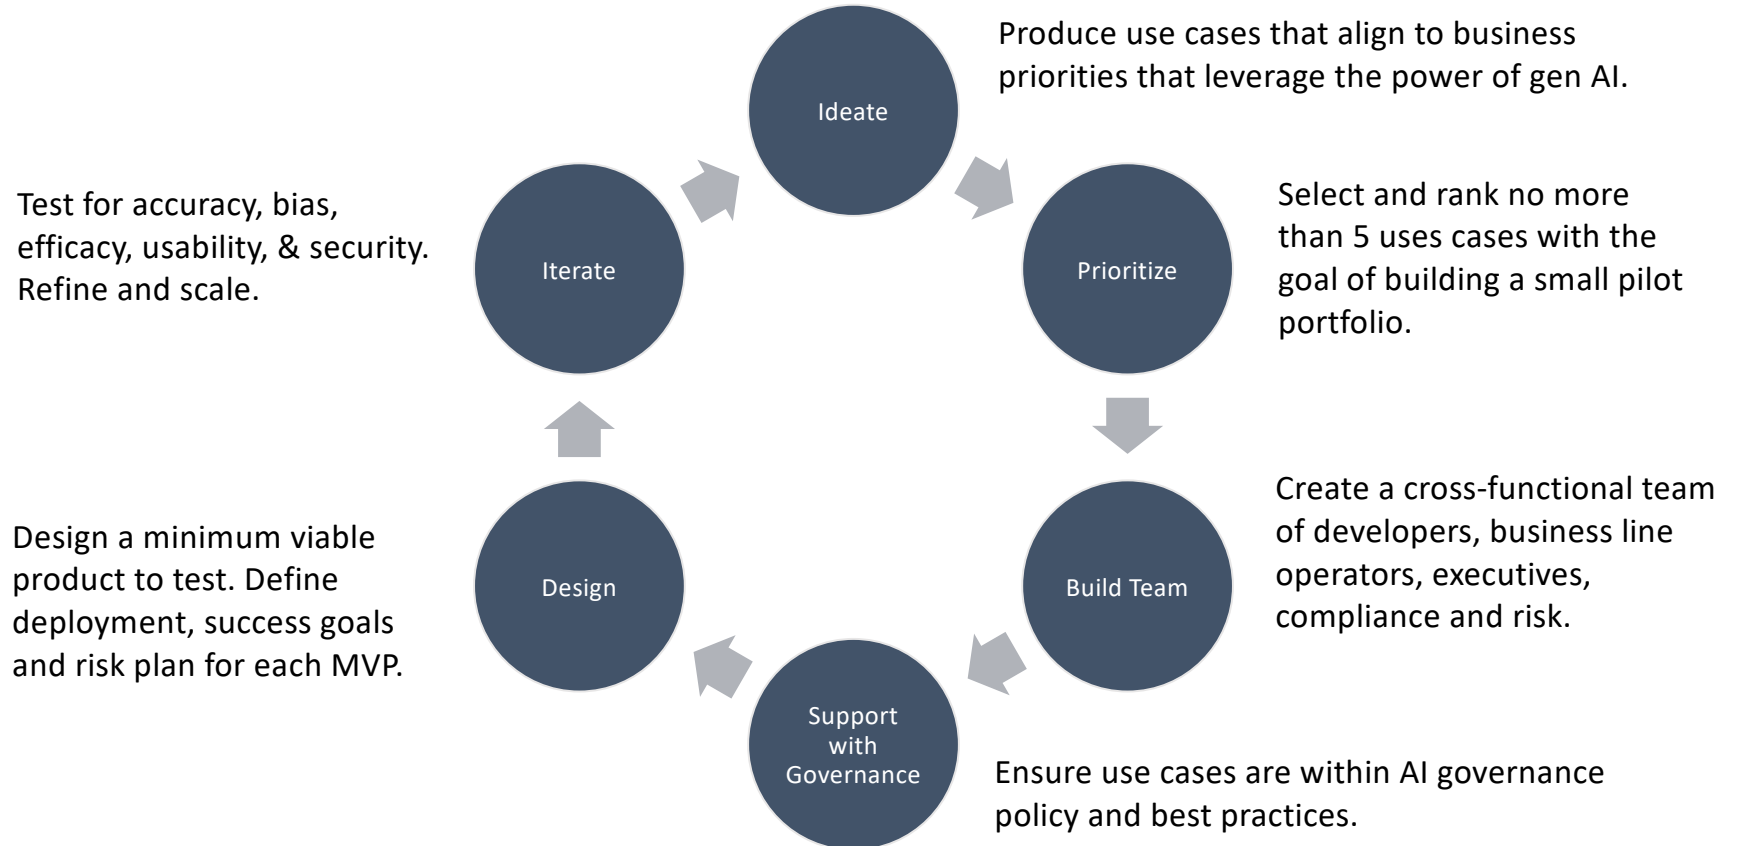 Ideate
Produce use cases that align to business
priorities that leverage the power of gen AI.
Prioritize
Select and rank no more
than 5 uses cases with the
goal of building a small pilot
portfolio.
Build Team
Create a cross-functional team
of developers, business line
operators, executives,
compliance and risk.
Support
with
Governance
Ensure use cases are within AI governance
policy and best practices.
Design
Design a minimum viable
product to test. Define
deployment, success goals
and risk plan for each MVP.
Iterate
Test for accuracy, bias,
efficacy, usability, & security.
Refine and scale.